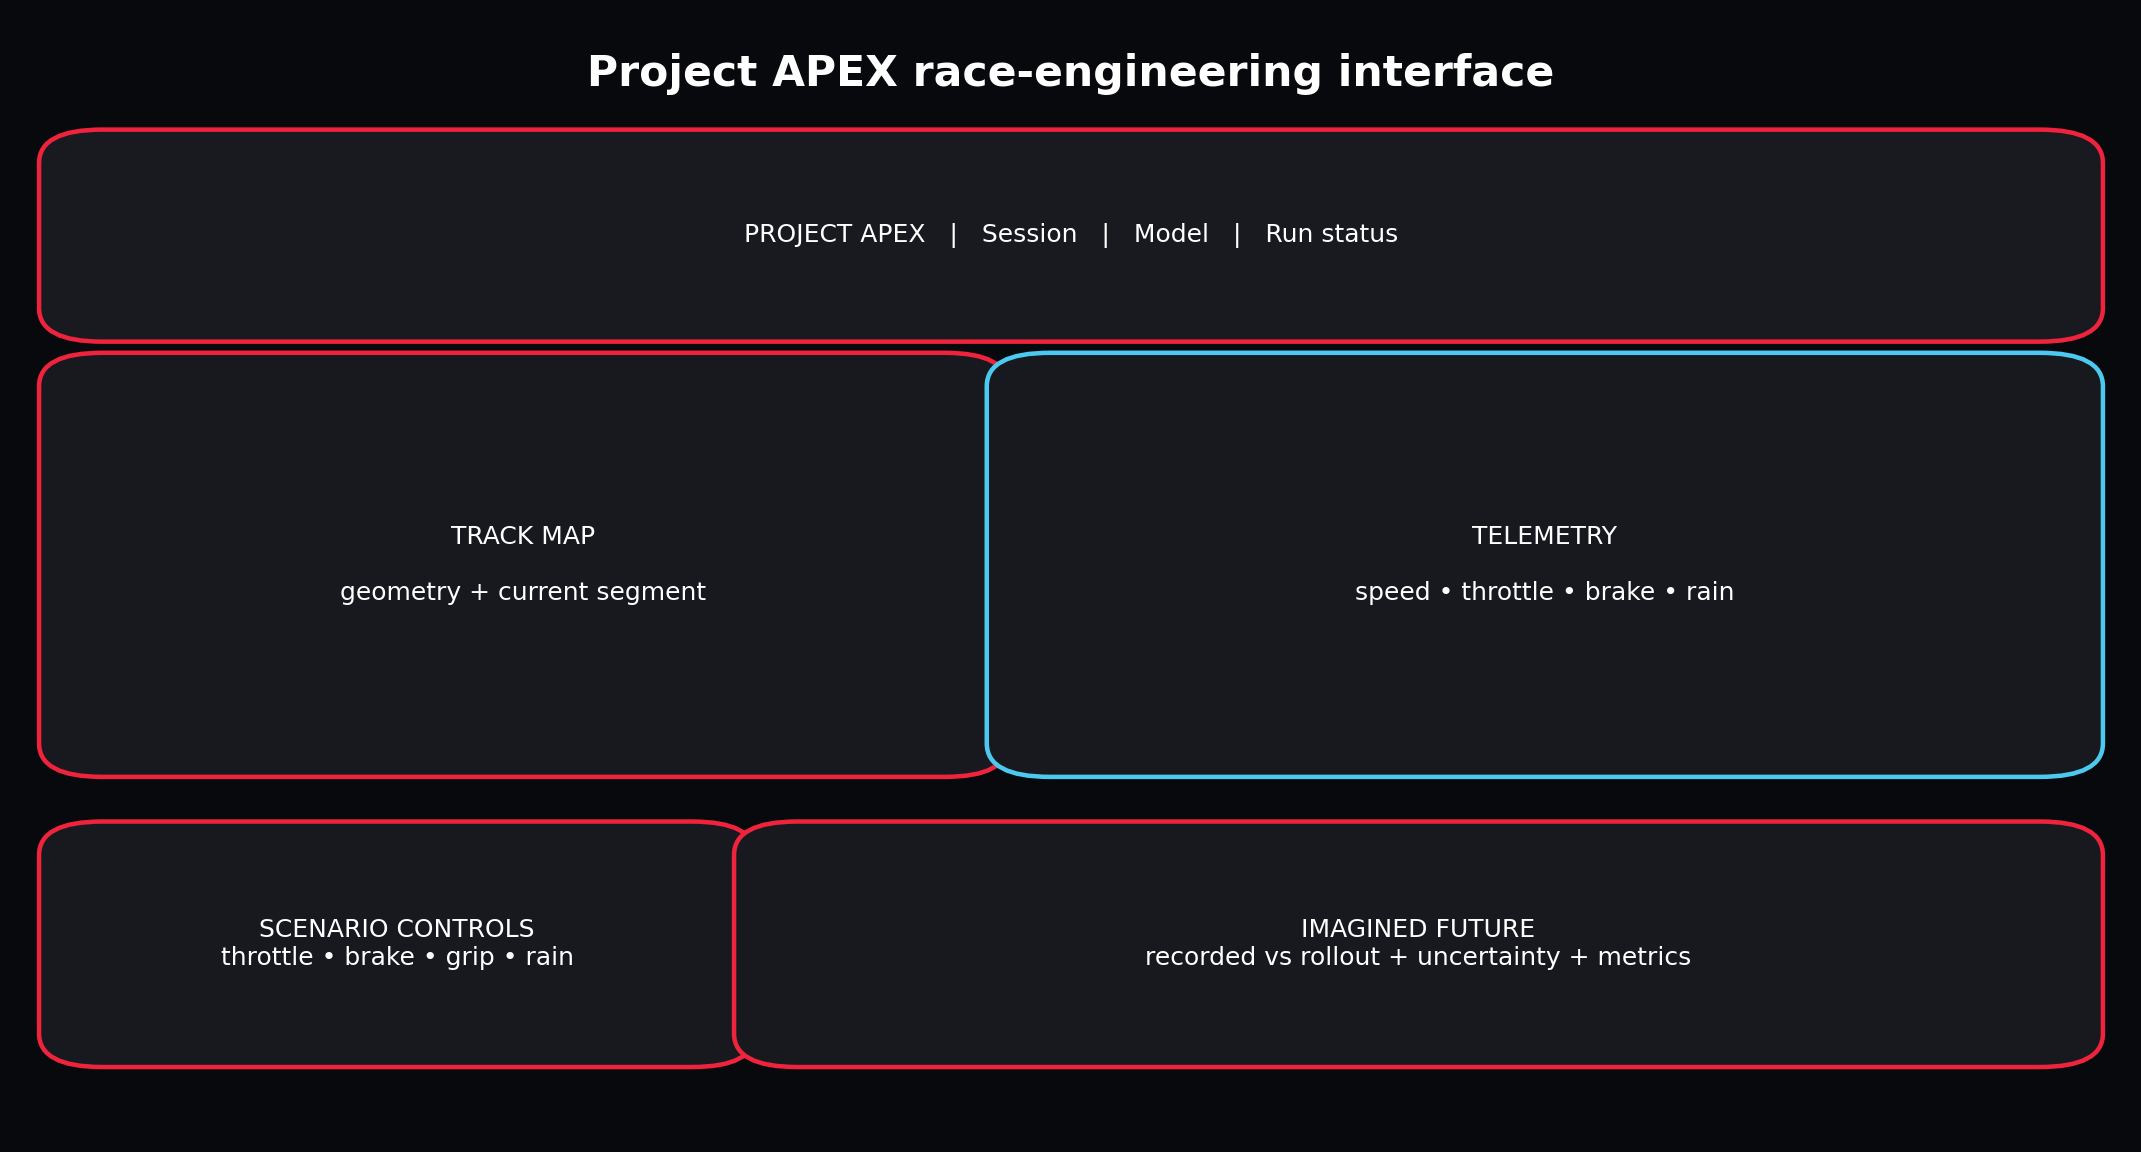 Project APEX race-engineering interface
PROJECT APEX | Session | Model | Run status
TRACK MAP
geometry + current segment
TELEMETRY
speed • throttle • brake • rain
SCENARIO CONTROLS
throttle • brake • grip • rain
IMAGINED FUTURE
recorded vs rollout + uncertainty + metrics